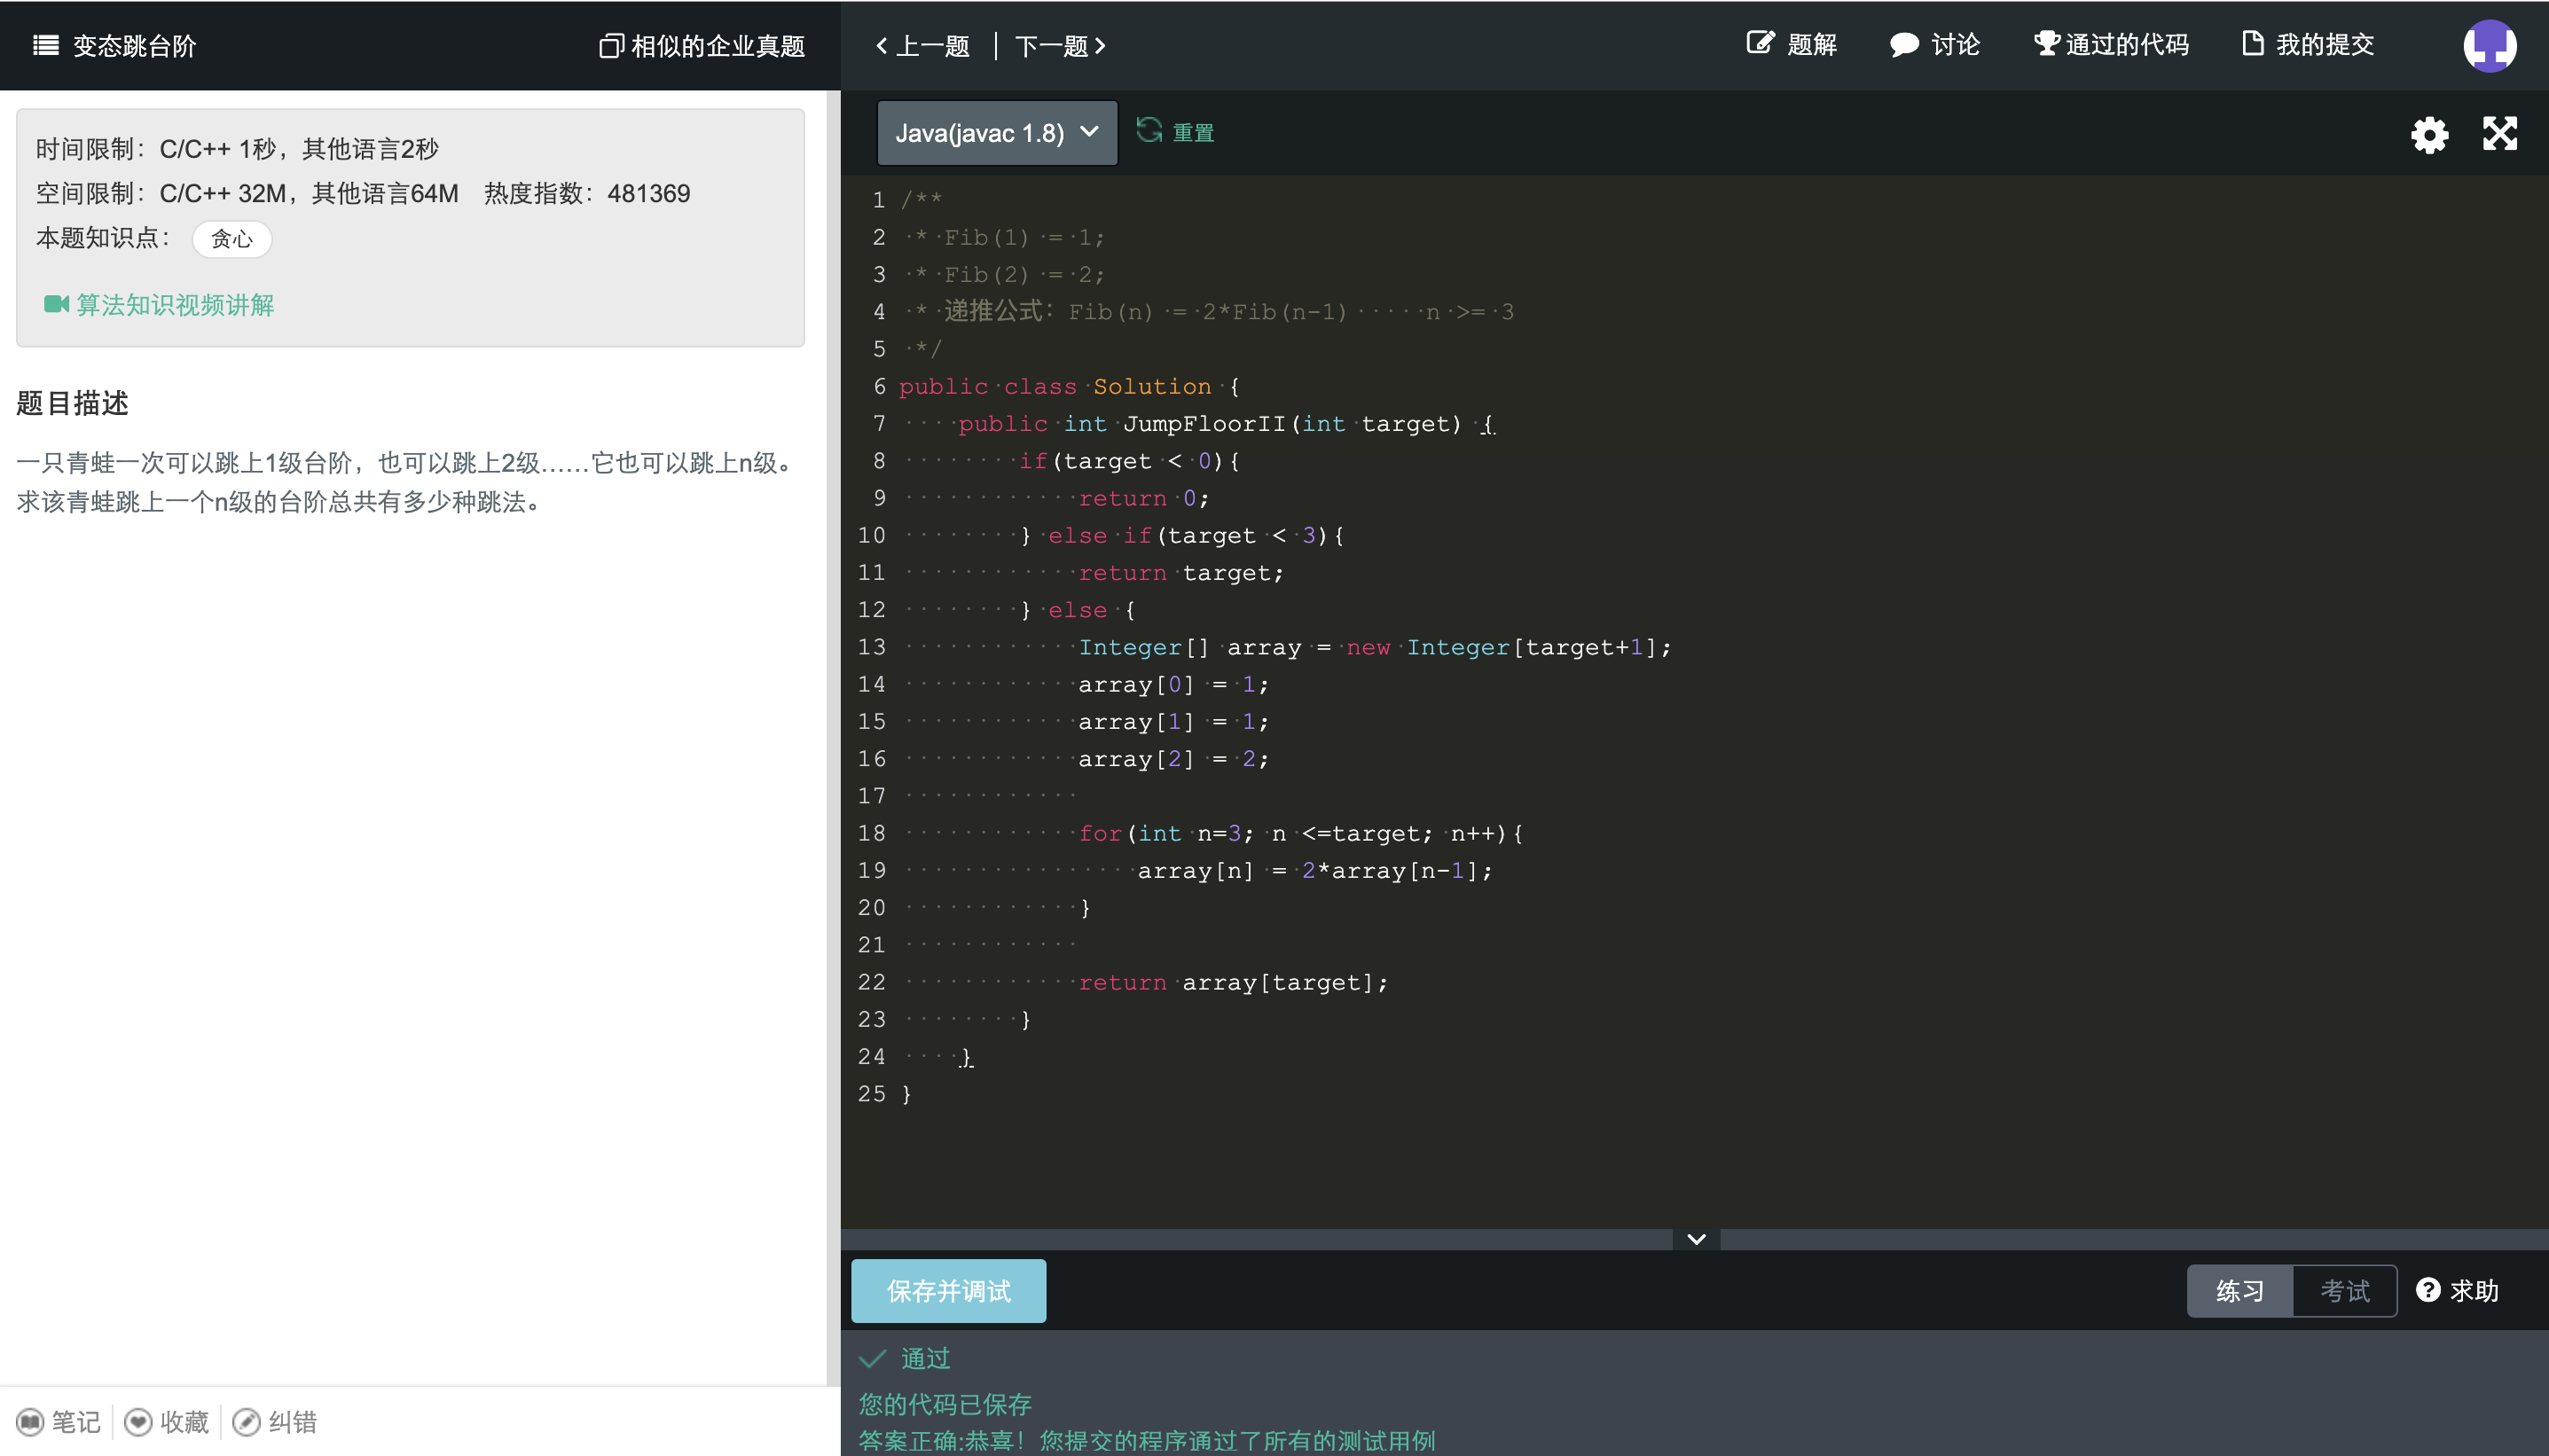 变态跳台阶
相似的企业真题
上一题 | 下一题
题解
讨论
通过的代码
我的提交
时间限制：C/C++ 1秒，其他语言2秒
空间限制：C/C++ 32M，其他语言64M 热度指数：481369
本题知识点： 贪心
算法知识视频讲解
题目描述
一只青蛙一次可以跳上1级台阶，也可以跳上2级……它也可以跳上n级。
求该青蛙跳上一个n级的台阶总共有多少种跳法。
笔记
收藏
纠错
Java(javac 1.8)
重置
1 /**
2 * Fib(1) = 1;
3 * Fib(2) = 2;
4 * 递推公式：Fib(n) = 2*Fib(n-1)     n >= 3
5 */
6 public class Solution {
7     public int JumpFloorII(int target) {
8         if(target < 0){
9             return 0;
10         } else if(target < 3){
11             return target;
12         } else {
13             Integer[] array = new Integer[target+1];
14             array[0] = 1;
15             array[1] = 1;
16             array[2] = 2;
17
18             for(int n=3; n <=target; n++){
19                 array[n] = 2*array[n-1];
20             }
21
22             return array[target];
23         }
24     }
25 }
保存并调试
练习
考试
求助
通过
您的代码已保存
答案正确:恭喜！您提交的程序通过了所有的测试用例